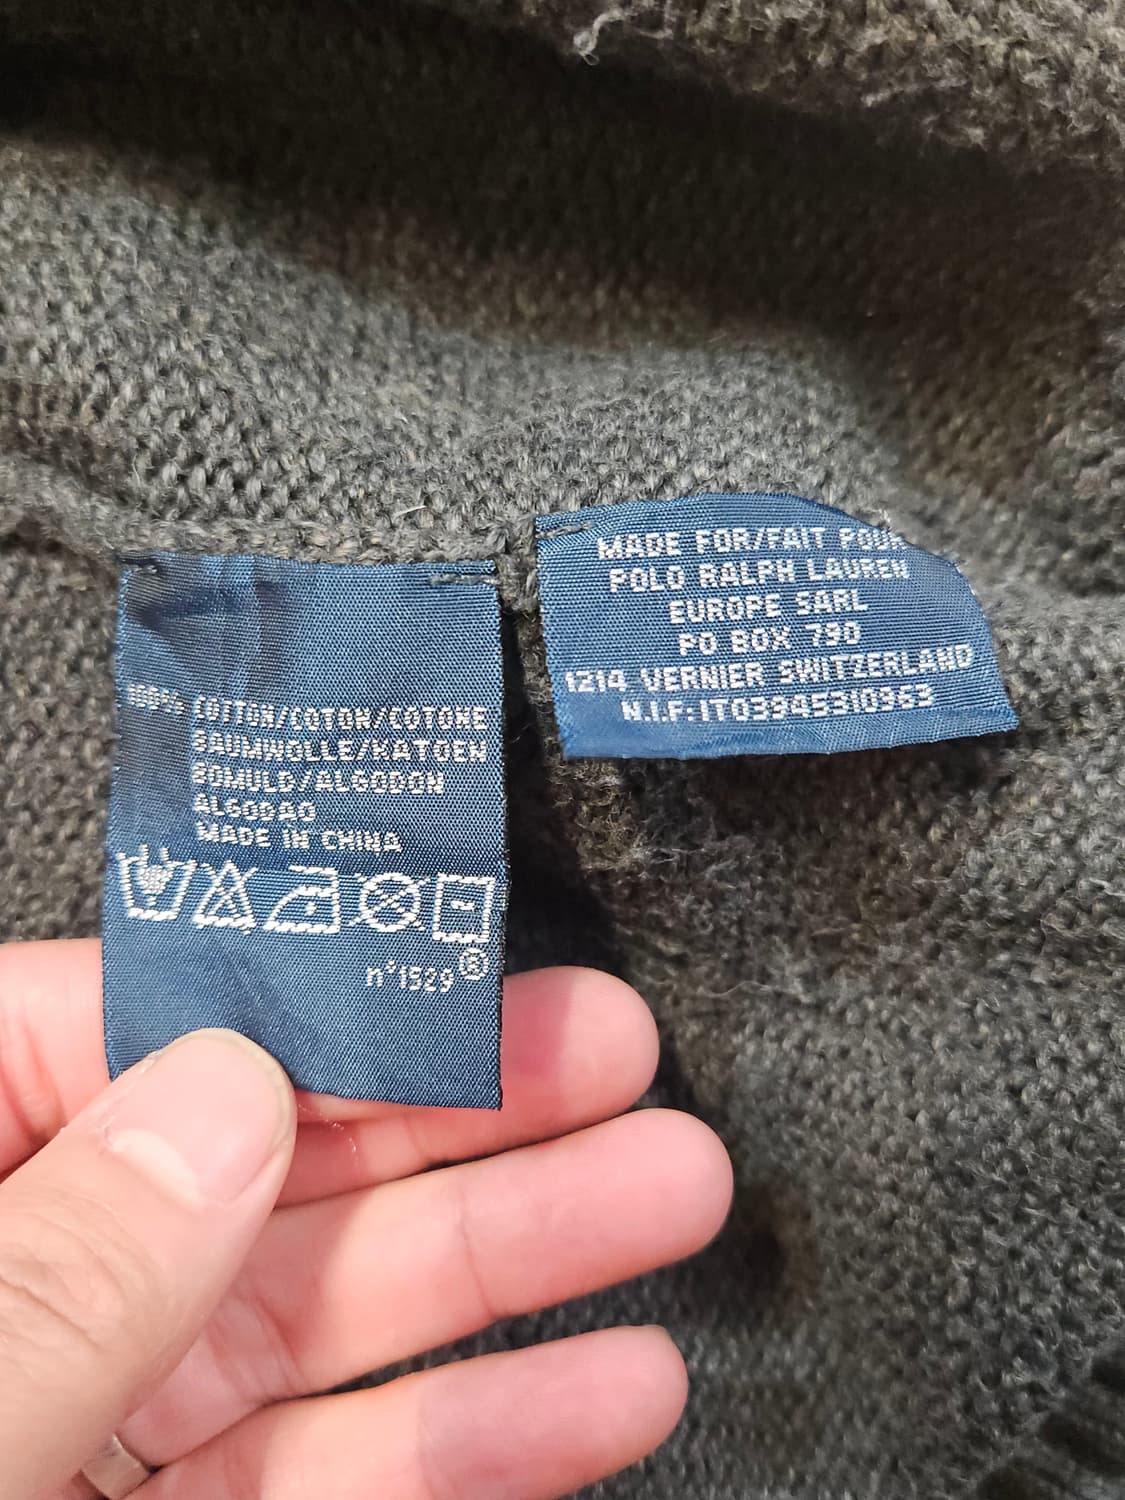 100% COTTON/COTON/COTONE
BAUMWOLLE/KATOEN
BOMULD/ALGODON
ALGODAO
MADE IN CHINA
n°1529®
MADE FOR/FAIT POUR
POLO RALPH LAUREN
EUROPE SARL
PO BOX 790
1214 VERNIER SWITZERLAND
N.I.F:IT03945310963